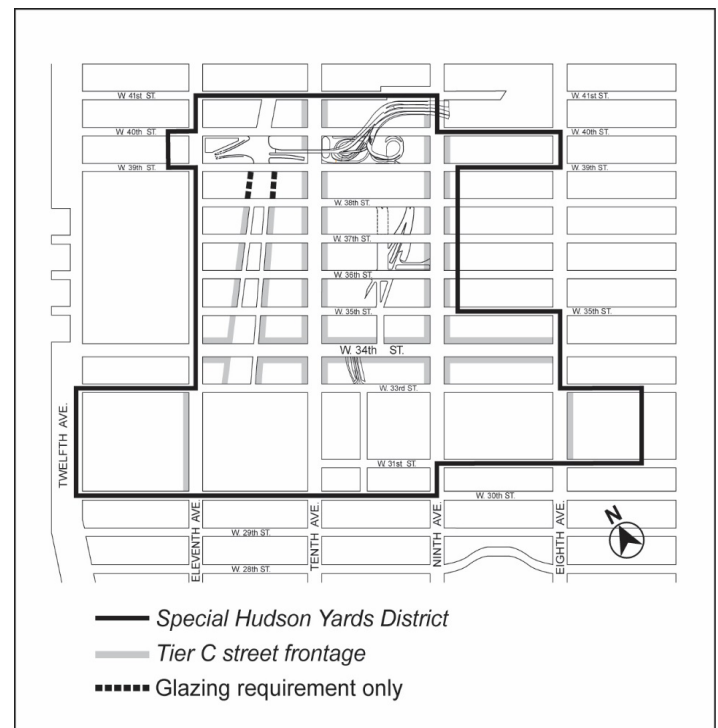 W. 41st ST.
W. 41st ST.
W. 40th ST.
W. 40th ST.
W. 39th ST.
W. 39th ST.
W. 38th ST.
W. 37th ST.
W. 36th ST.
W. 35th ST.
W. 35th ST.
W. 34th ST.
W. 33rd ST.
TWELFTH AVE.
W. 31st ST.
W. 30th ST.
ELEVENTH AVE.
TENTH AVE.
NINTH AVE.
EIGHTH AVE.
N
W. 29th ST.
W. 28th ST.
Special Hudson Yards District
Tier C street frontage
Glazing requirement only